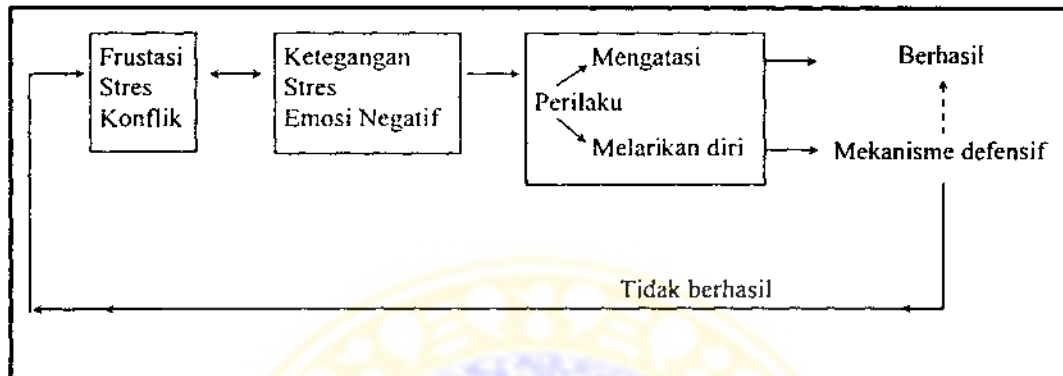 Frustasi
Stres
Konflik
Ketegangan
Stres
Emosi Negatif
Mengatasi
Perilaku
Melarikan diri
Berhasil
Mekanisme defensif
Tidak berhasil